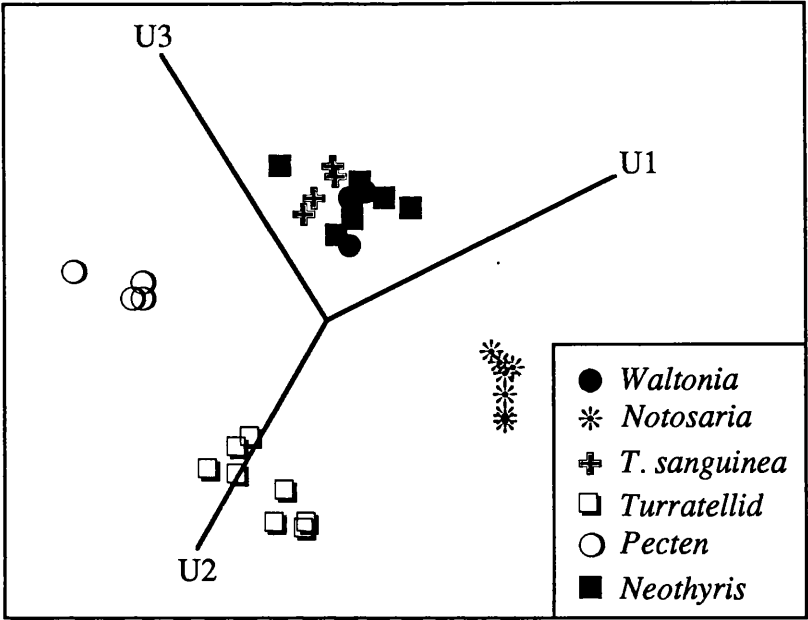 U3
U1
U2
Waltonia
Notosaria
T. sanguinea
Turratellid
Pecten
Neothyris